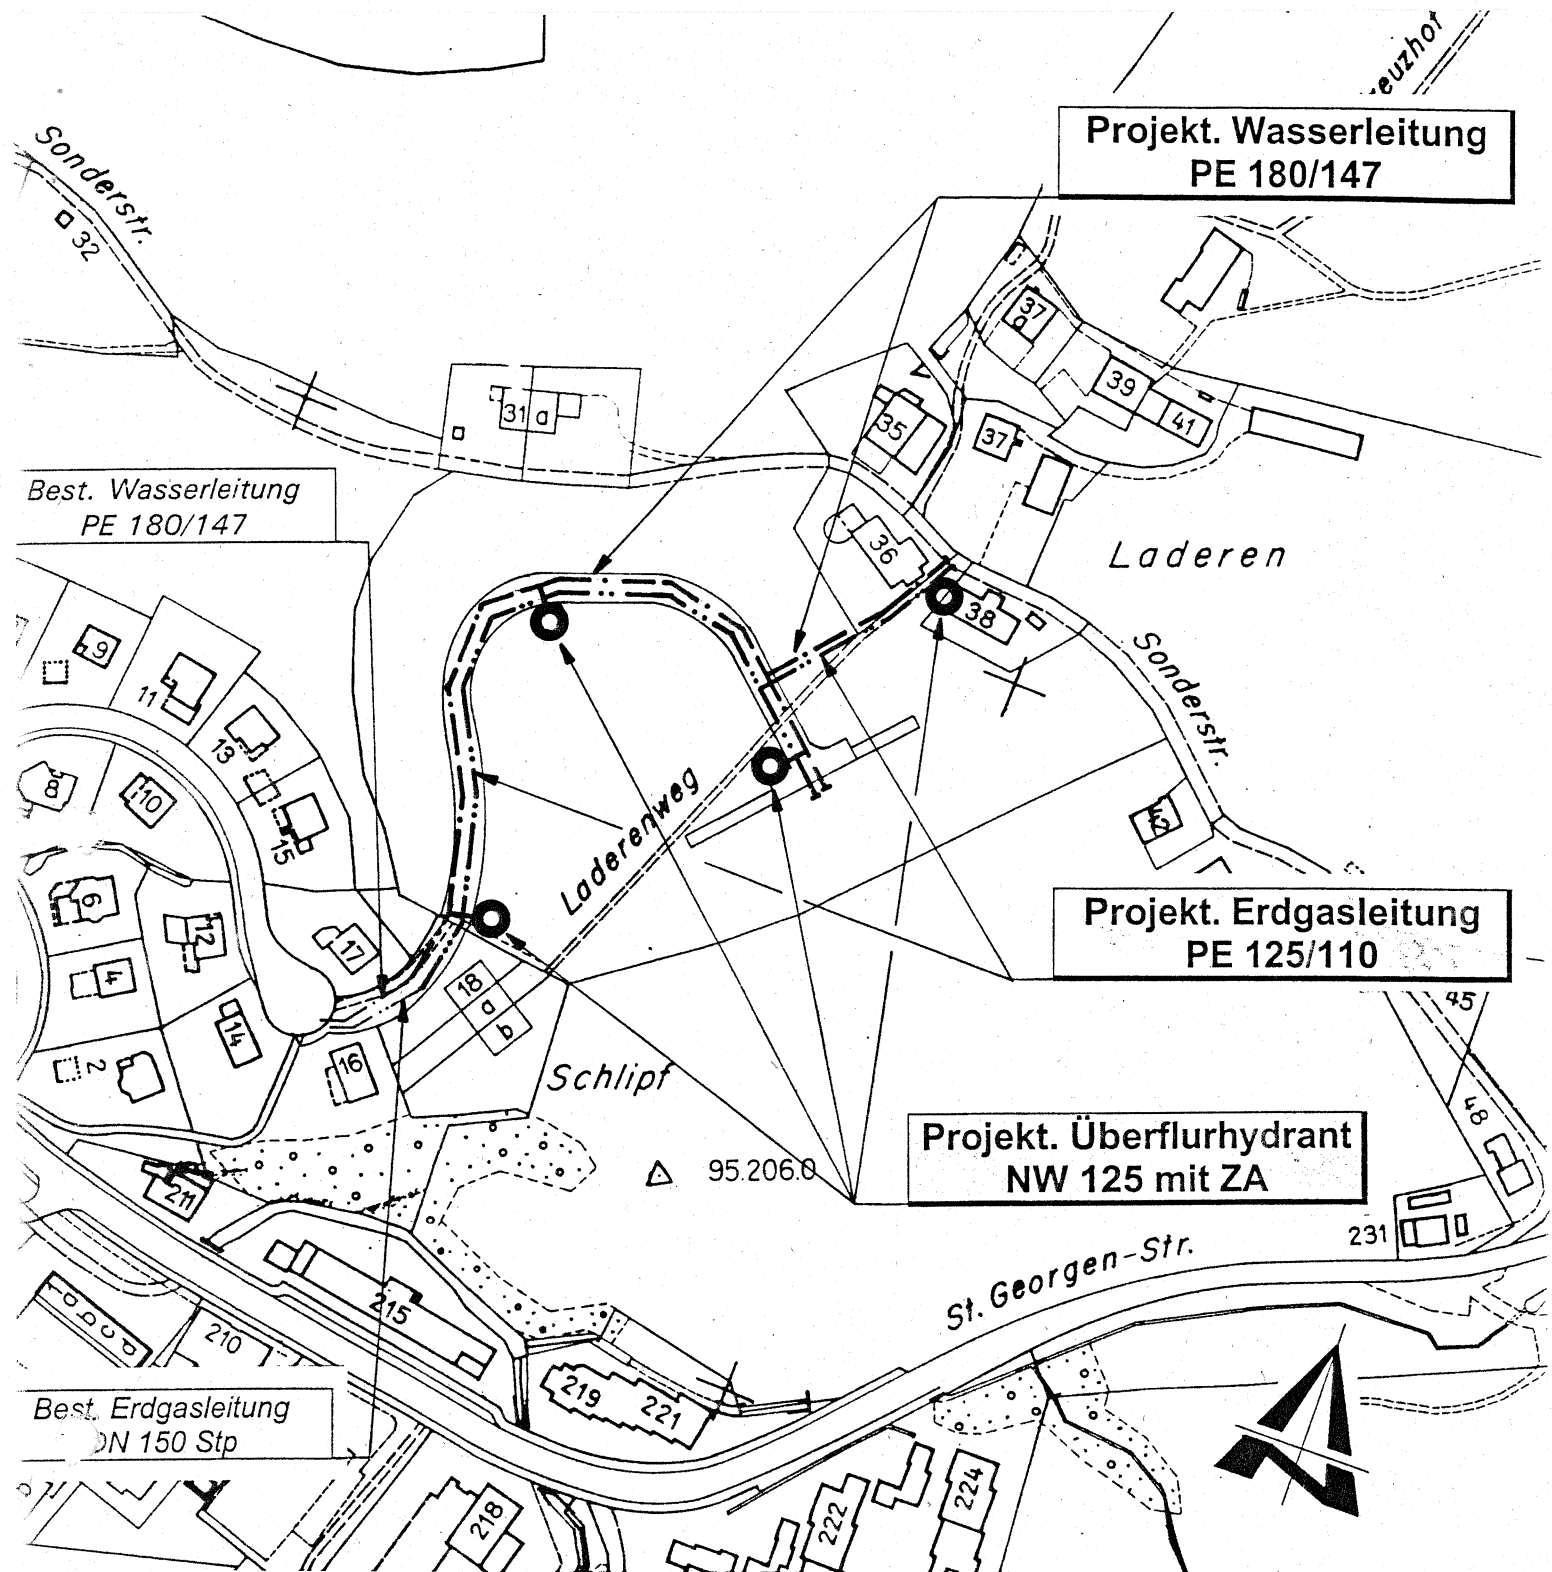 euzhof
Projekt. Wasserleitung
PE 180/147
Sonderstr.
32
37
a
39
41
31 a
35
37
Best. Wasserleitung
PE 180/147
36
Laderen
38
9
11
Sonderstr.
13
8
10
15
42
Laderenweg
6
12
17
Projekt. Erdgasleitung
PE 125/110
4
18
a
b
14
45
2
16
Schlipf
48
Projekt. Überflurhydrant
NW 125 mit ZA
95.206.0
211
231
St. Georgen-Str.
215
a b c d
210
219
221
Best. Erdgasleitung
DN 150 Stp
218
222
224